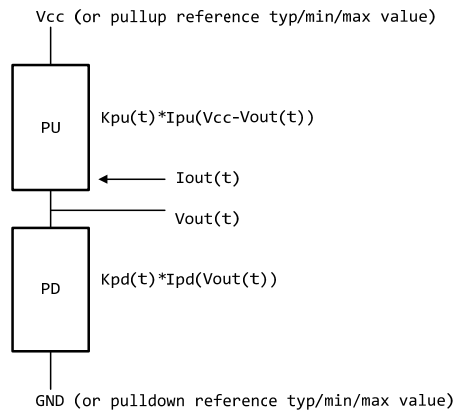 Vcc (or pullup reference typ/min/max value)
PU
Kpu(t)*Ipu(Vcc-Vout(t))
Iout(t)
Vout(t)
PD
Kpd(t)*Ipd(Vout(t))
GND (or pulldown reference typ/min/max value)